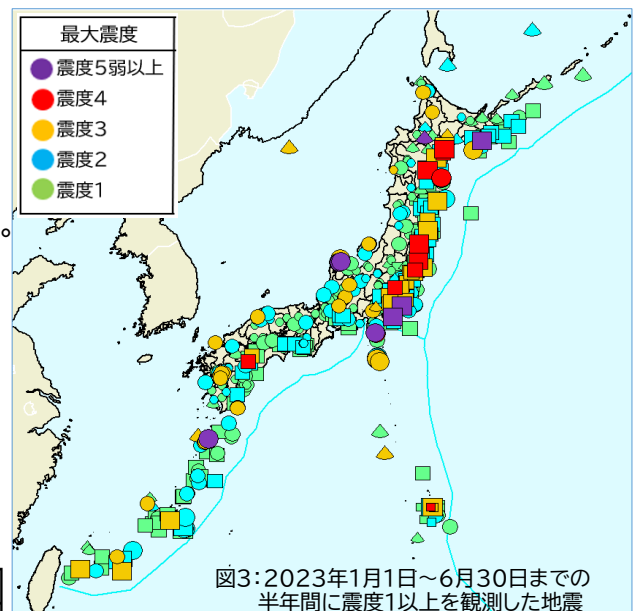 最大震度
震度5弱以上
震度4
震度3
震度2
震度1
。
図3：2023年1月1日～6月30日までの
半年間に震度1以上を観測した地震